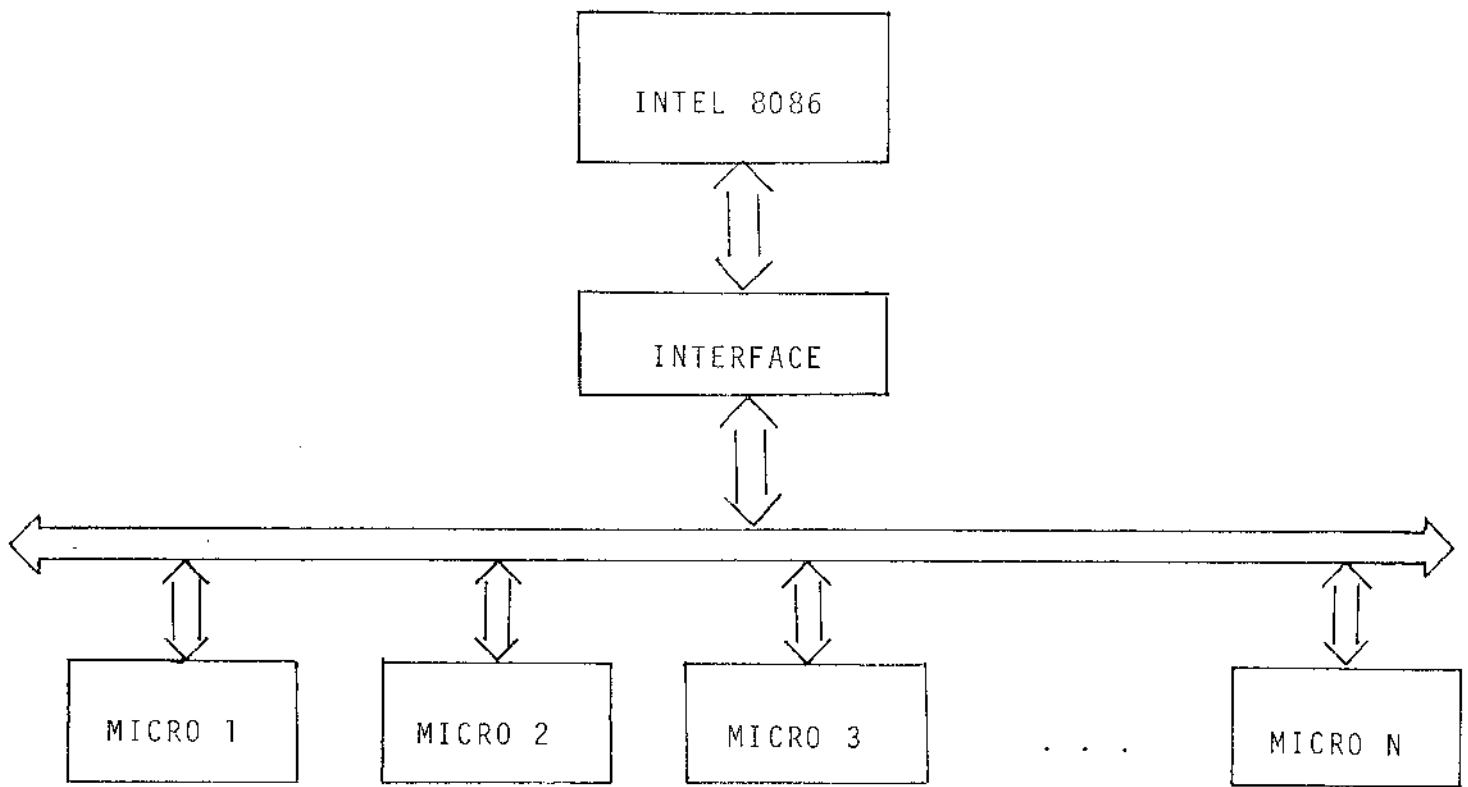 INTEL 8086
INTERFACE
MICRO 1
MICRO 2
MICRO 3
. . .
MICRO N